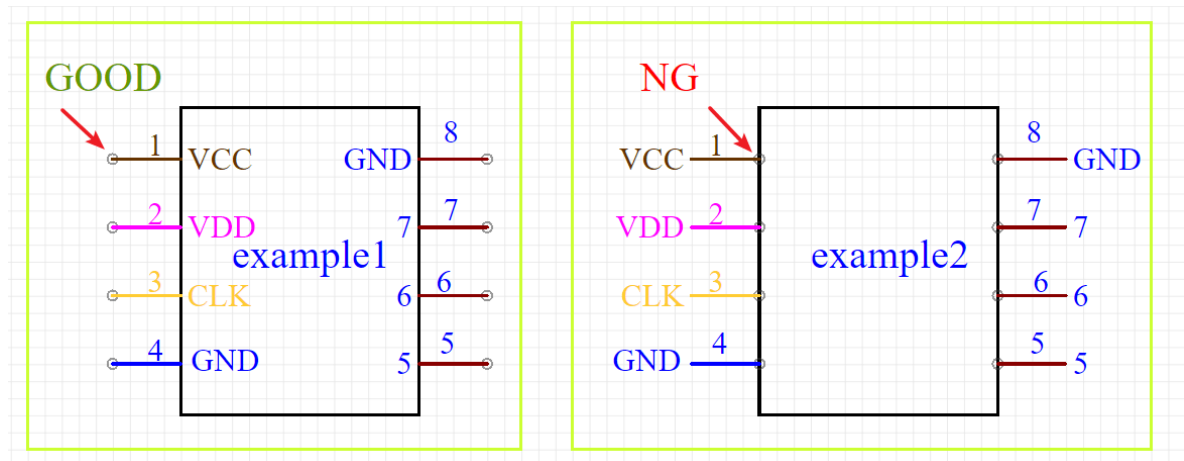 GOOD
1 VCC
2 VDD
3 CLK
4 GND
example1
GND 8
7 7
6 6
5 5
NG
VCC 1
VDD 2
CLK 3
GND 4
example2
8 GND
7 7
6 6
5 5